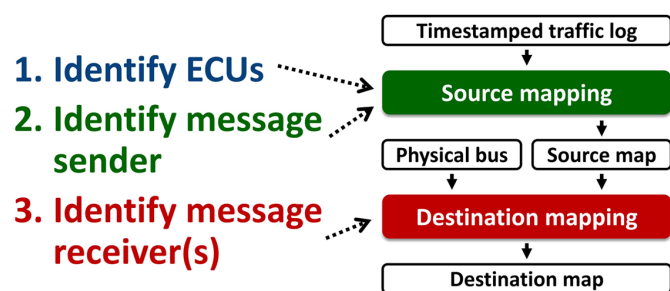 1. Identify ECUs
2. Identify message
sender
3. Identify message
receiver(s)
Timestamped traffic log
Source mapping
Physical bus
Source map
Destination mapping
Destination map